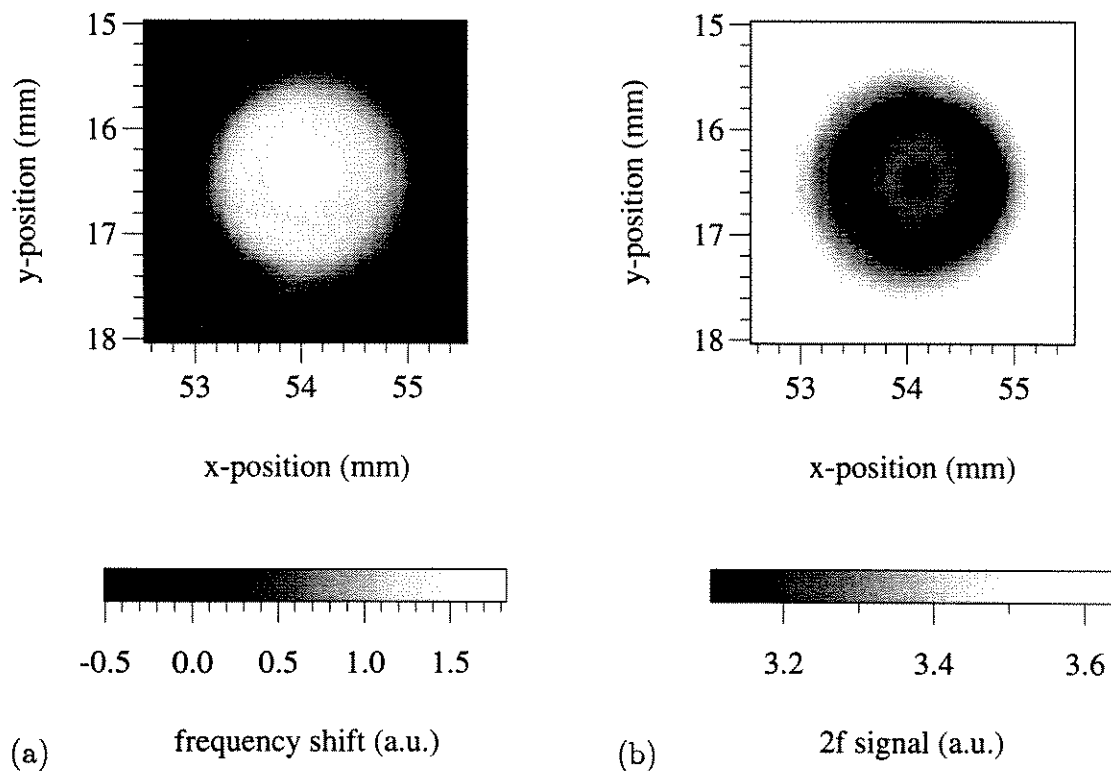 15
16
17
18
y-position (mm)
53 54 55
x-position (mm)
-0.5 0.0 0.5 1.0 1.5
(a) frequency shift (a.u.)
15
16
17
18
y-position (mm)
53 54 55
x-position (mm)
3.2 3.4 3.6
(b) 2f signal (a.u.)